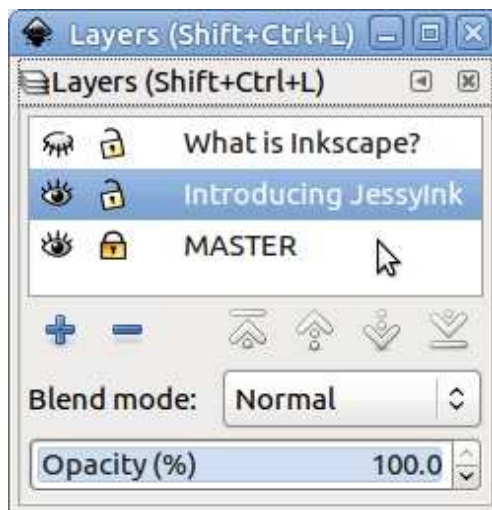 Layers (Shift+Ctrl+L)
Layers (Shift+Ctrl+L)
What is Inkscape?
Introducing JessyInk
MASTER
Blend mode: Normal
Opacity (%) 100.0